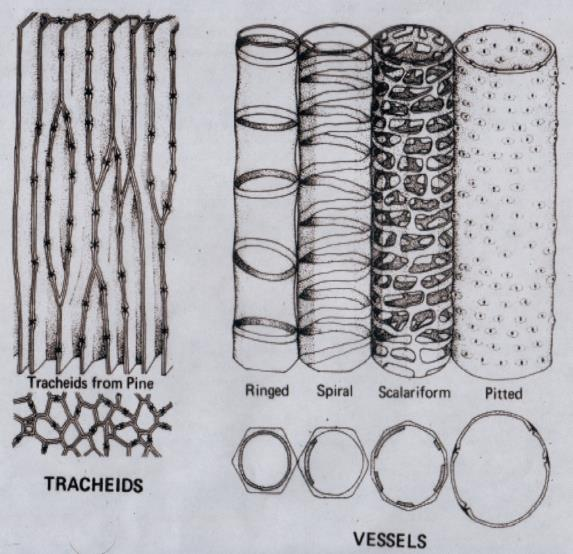 Tracheids from Pine
TRACHEIDS
Ringed Spiral Scalariform Pitted
VESSELS